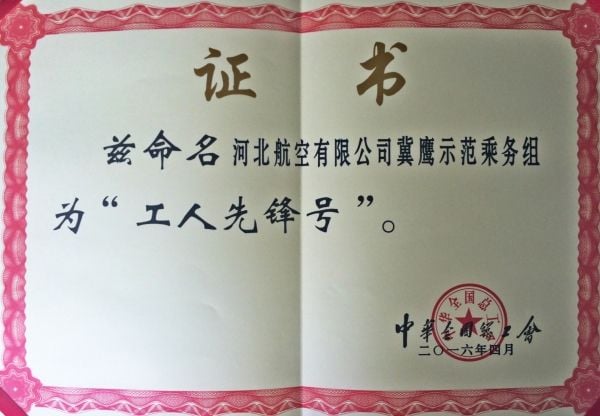 证 书
兹命名河北航空有限公司冀鹰示范乘务组
为“工人先锋号”。
中华全国总工会
二〇一六年四月